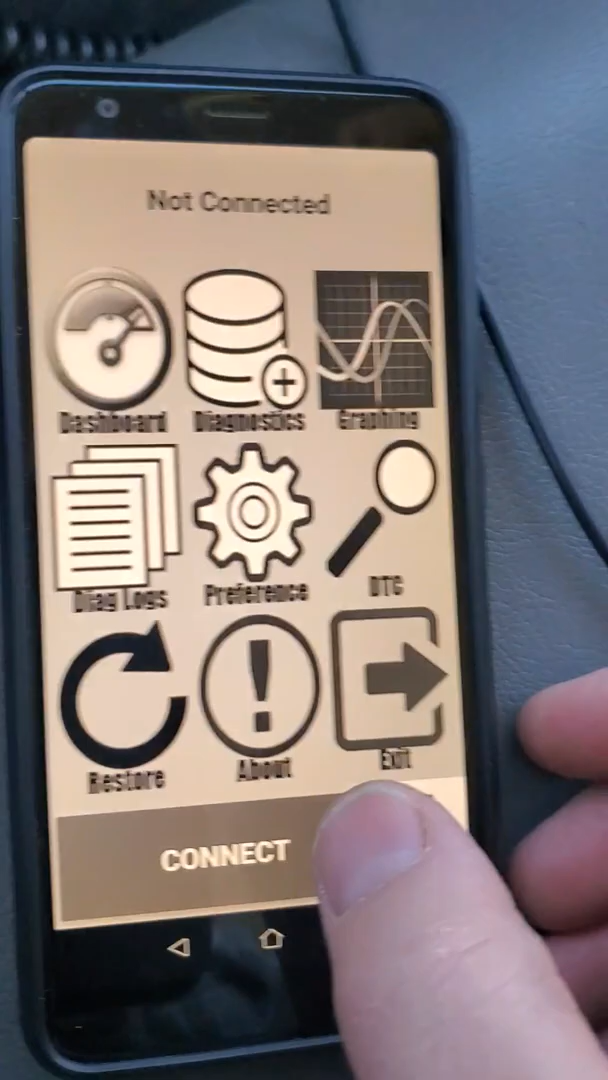 Not Connected
Dashboard Diagnostics Graphing
Diag Logs Preference DTC
Restore About Exit
CONNECT